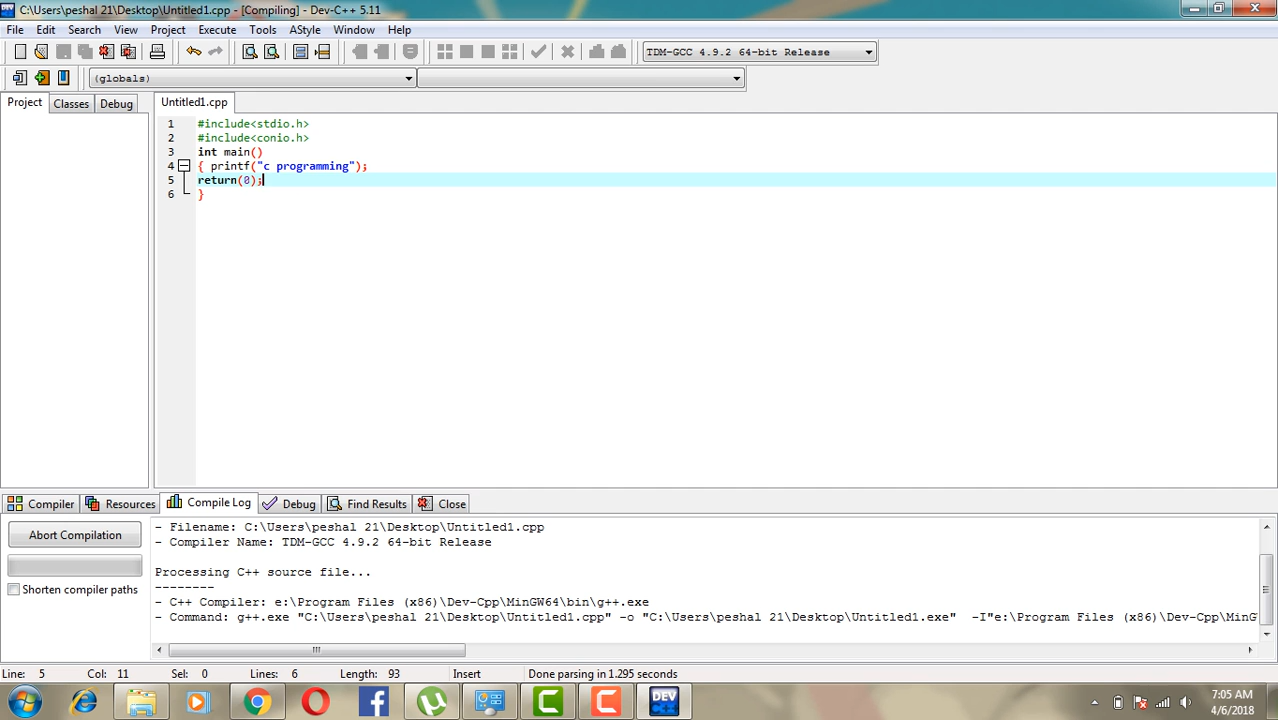 C:\Users\peshal 21\Desktop\Untitled1.cpp - [Compiling] - Dev-C++ 5.11
File Edit Search View Project Execute Tools AStyle Window Help
TDM-GCC 4.9.2 64-bit Release
(globals)
Project Classes Debug Untitled1.cpp
1 #include<stdio.h>
2 #include<conio.h>
3 int main()
4 { printf("c programming");
5 return(0);
6 }
Compiler Resources Compile Log Debug Find Results Close
Abort Compilation
Shorten compiler paths
- Filename: C:\Users\peshal 21\Desktop\Untitled1.cpp
- Compiler Name: TDM-GCC 4.9.2 64-bit Release
Processing C++ source file...
--------
- C++ Compiler: e:\Program Files (x86)\Dev-Cpp\MinGW64\bin\g++.exe
- Command: g++.exe "C:\Users\peshal 21\Desktop\Untitled1.cpp" -o "C:\Users\peshal 21\Desktop\Untitled1.exe" -I"e:\Program Files (x86)\Dev-Cpp\MinGW
Line: 5 Col: 11 Sel: 0 Lines: 6 Length: 93 Insert Done parsing in 1.295 seconds
DEV
7:05 AM
4/6/2018